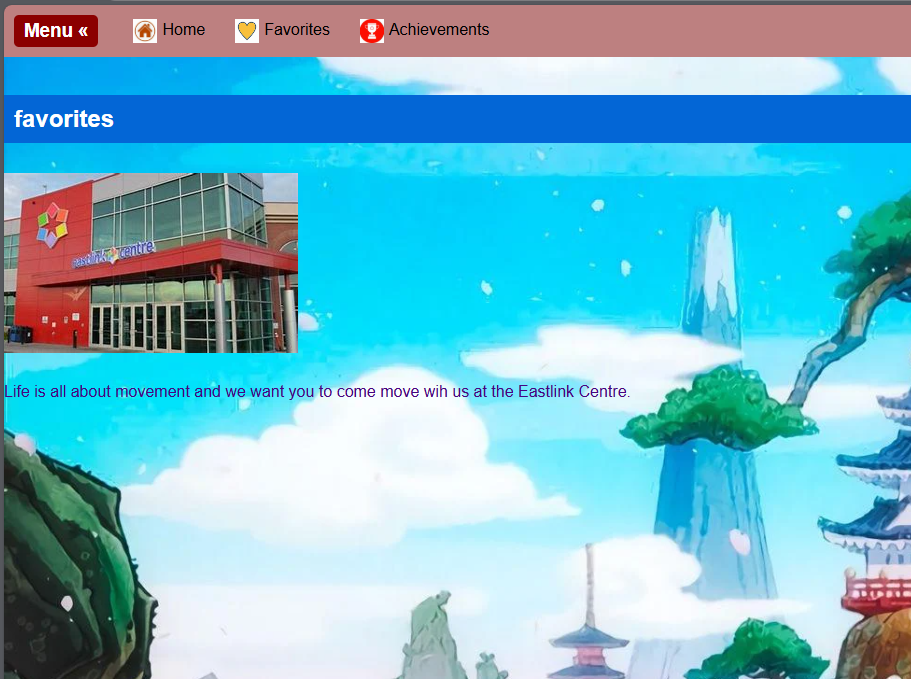 Menu «
Home
Favorites
Achievements
favorites
eastlink centre
Life is all about movement and we want you to come move wih us at the Eastlink Centre.